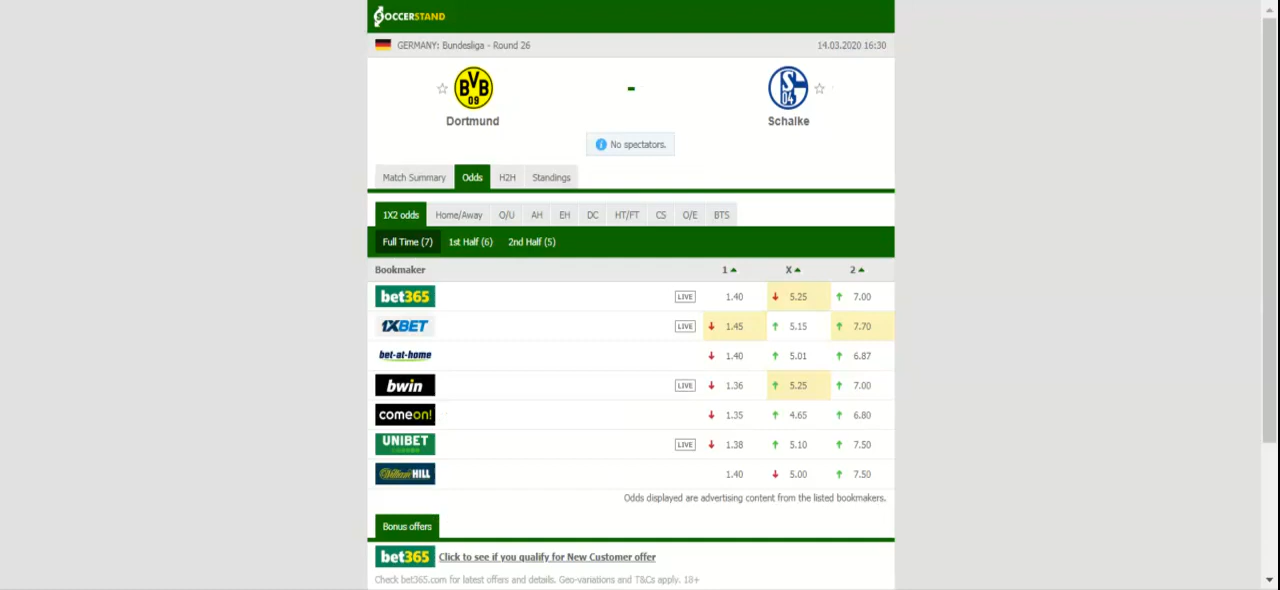 SOCCERSTAND
GERMANY: Bundesliga - Round 26 14.03.2020 16:30
BVB 09 - S 04
Dortmund Schalke
No spectators.
Match Summary Odds H2H Standings
1X2 odds Home/Away O/U AH EH DC HT/FT CS O/E BTS
Full Time (7) 1st Half (6) 2nd Half (5)
Bookmaker 1 X 2
bet365 LIVE 1.40 5.25 7.00
1XBET LIVE 1.45 5.15 7.70
bet-at-home 1.40 5.01 6.87
bwin LIVE 1.36 5.25 7.00
comeon! 1.35 4.65 6.80
UNIBET LIVE 1.38 5.10 7.50
William HILL 1.40 5.00 7.50
Odds displayed are advertising content from the listed bookmakers.
Bonus offers
bet365 Click to see if you qualify for New Customer offer
Check bet365.com for latest offers and details. Geo-variations and T&Cs apply. 18+